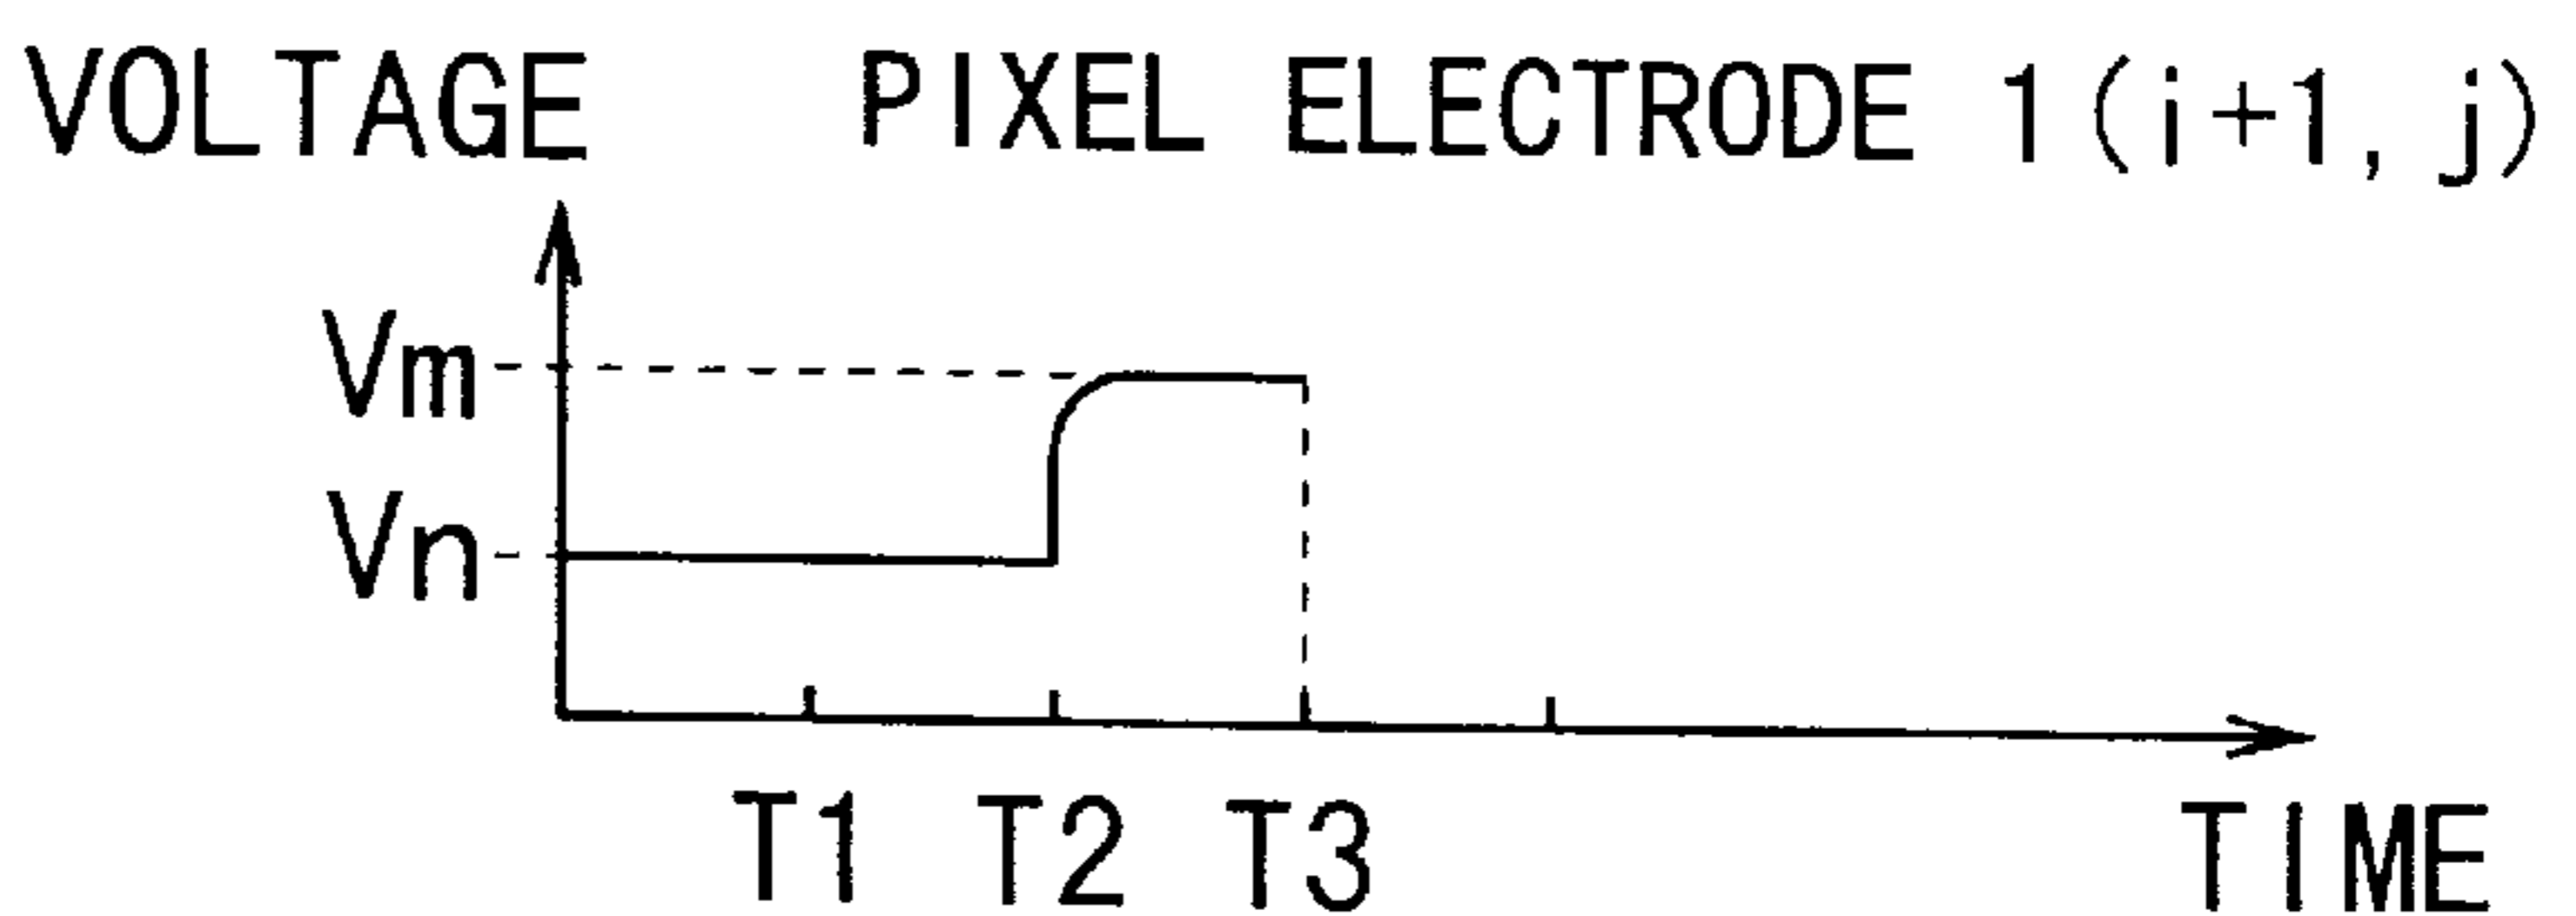 VOLTAGE PIXEL ELECTRODE 1(i+1, j)
Vm
Vn
T1 T2 T3 TIME